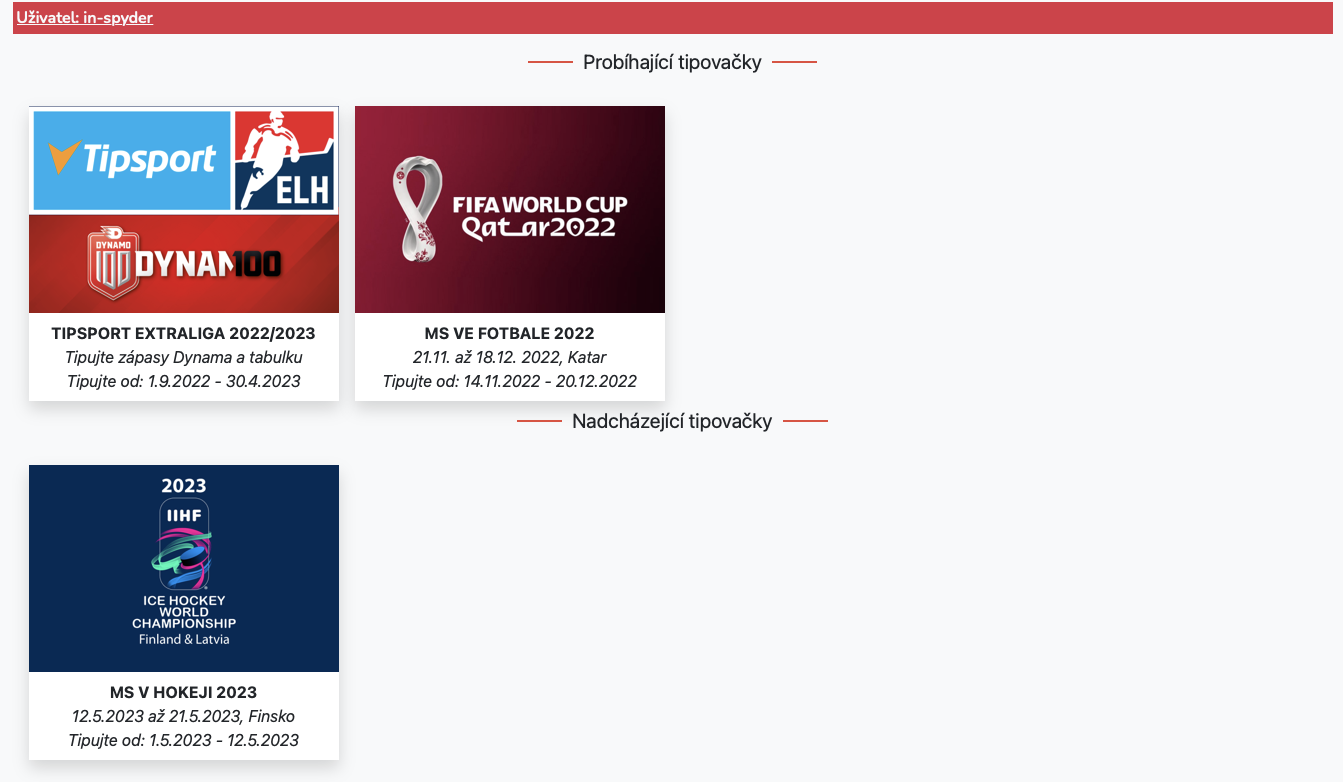 Uživatel: in-spyder
Probíhající tipovačky
Tipsport
ELH
DYNAMO
100
DYNAM100
TIPSPORT EXTRALIGA 2022/2023
Tipujte zápasy Dynama a tabulku
Tipujte od: 1.9.2022 - 30.4.2023
FIFA WORLD CUP
Qatar2022
MS VE FOTBALE 2022
21.11. až 18.12. 2022, Katar
Tipujte od: 14.11.2022 - 20.12.2022
Nadcházející tipovačky
2023
IIHF
ICE HOCKEY
WORLD
CHAMPIONSHIP
Finland & Latvia
MS V HOKEJI 2023
12.5.2023 až 21.5.2023, Finsko
Tipujte od: 1.5.2023 - 12.5.2023